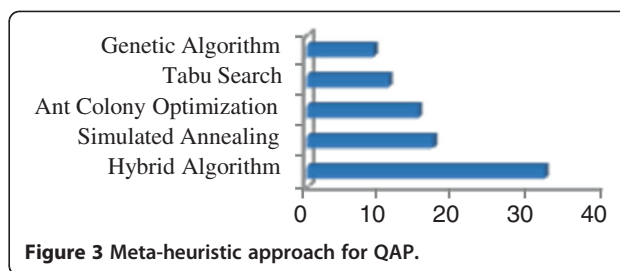 Genetic Algorithm
Tabu Search
Ant Colony Optimization
Simulated Annealing
Hybrid Algorithm
0 10 20 30 40
Figure 3 Meta-heuristic approach for QAP.